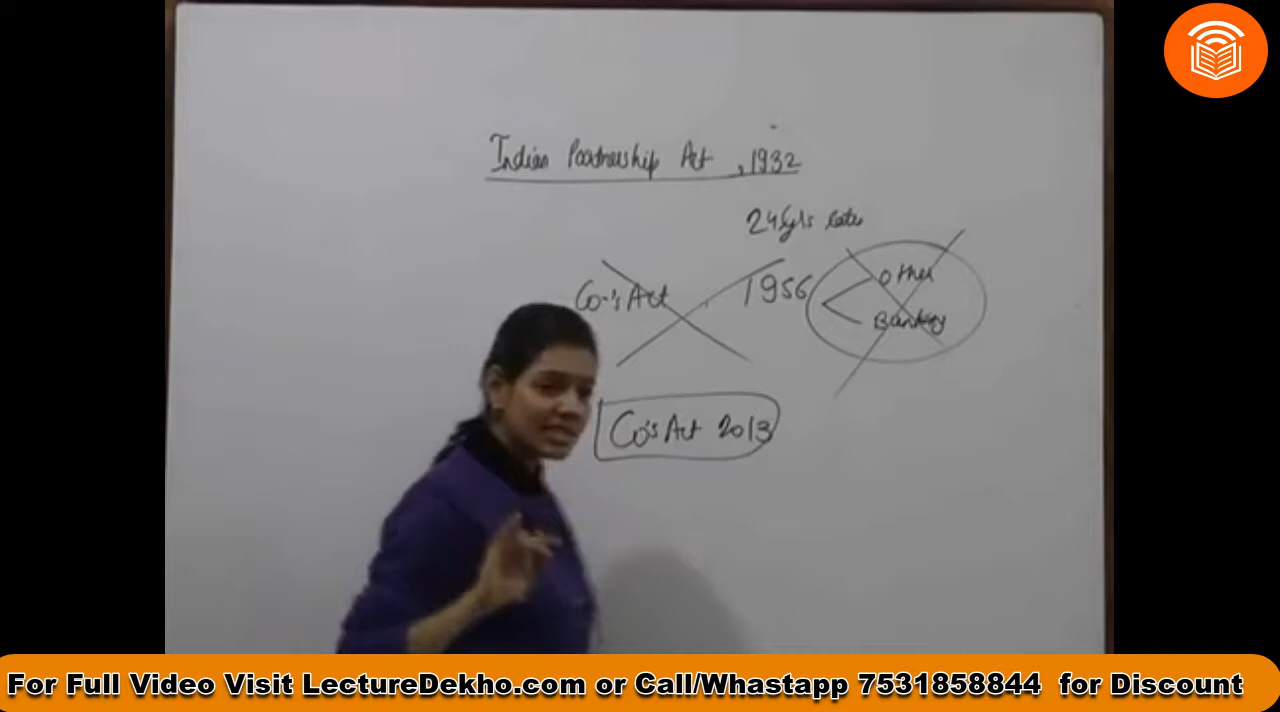 Indian Partnership Act, 1932
24 yrs later
Co's Act 1956
Other
Banking
Co's Act 2013
For Full Video Visit LectureDekho.com or Call/Whastapp 7531858844 for Discount